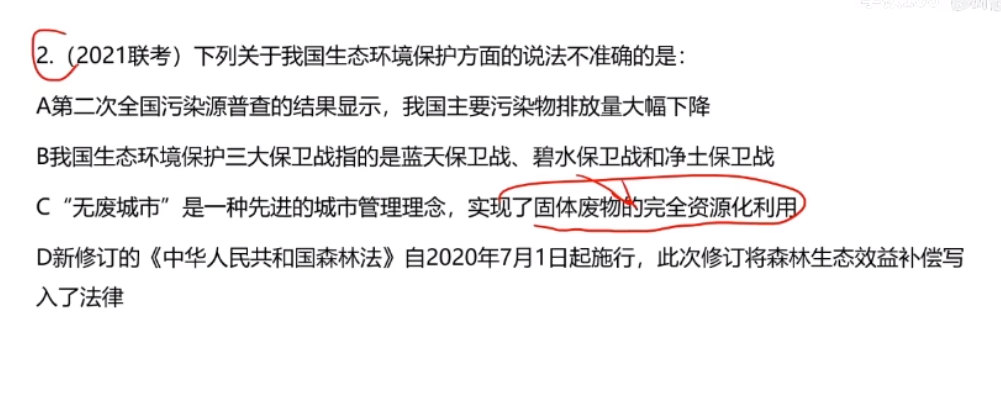 2.（2021联考）下列关于我国生态环境保护方面的说法不准确的是：
A第二次全国污染源普查的结果显示，我国主要污染物排放量大幅下降
B我国生态环境保护三大保卫战指的是蓝天保卫战、碧水保卫战和净土保卫战
C“无废城市”是一种先进的城市管理理念，实现了固体废物的完全资源化利用
D新修订的《中华人民共和国森林法》自2020年7月1日起施行，此次修订将森林生态效益补偿写
入了法律